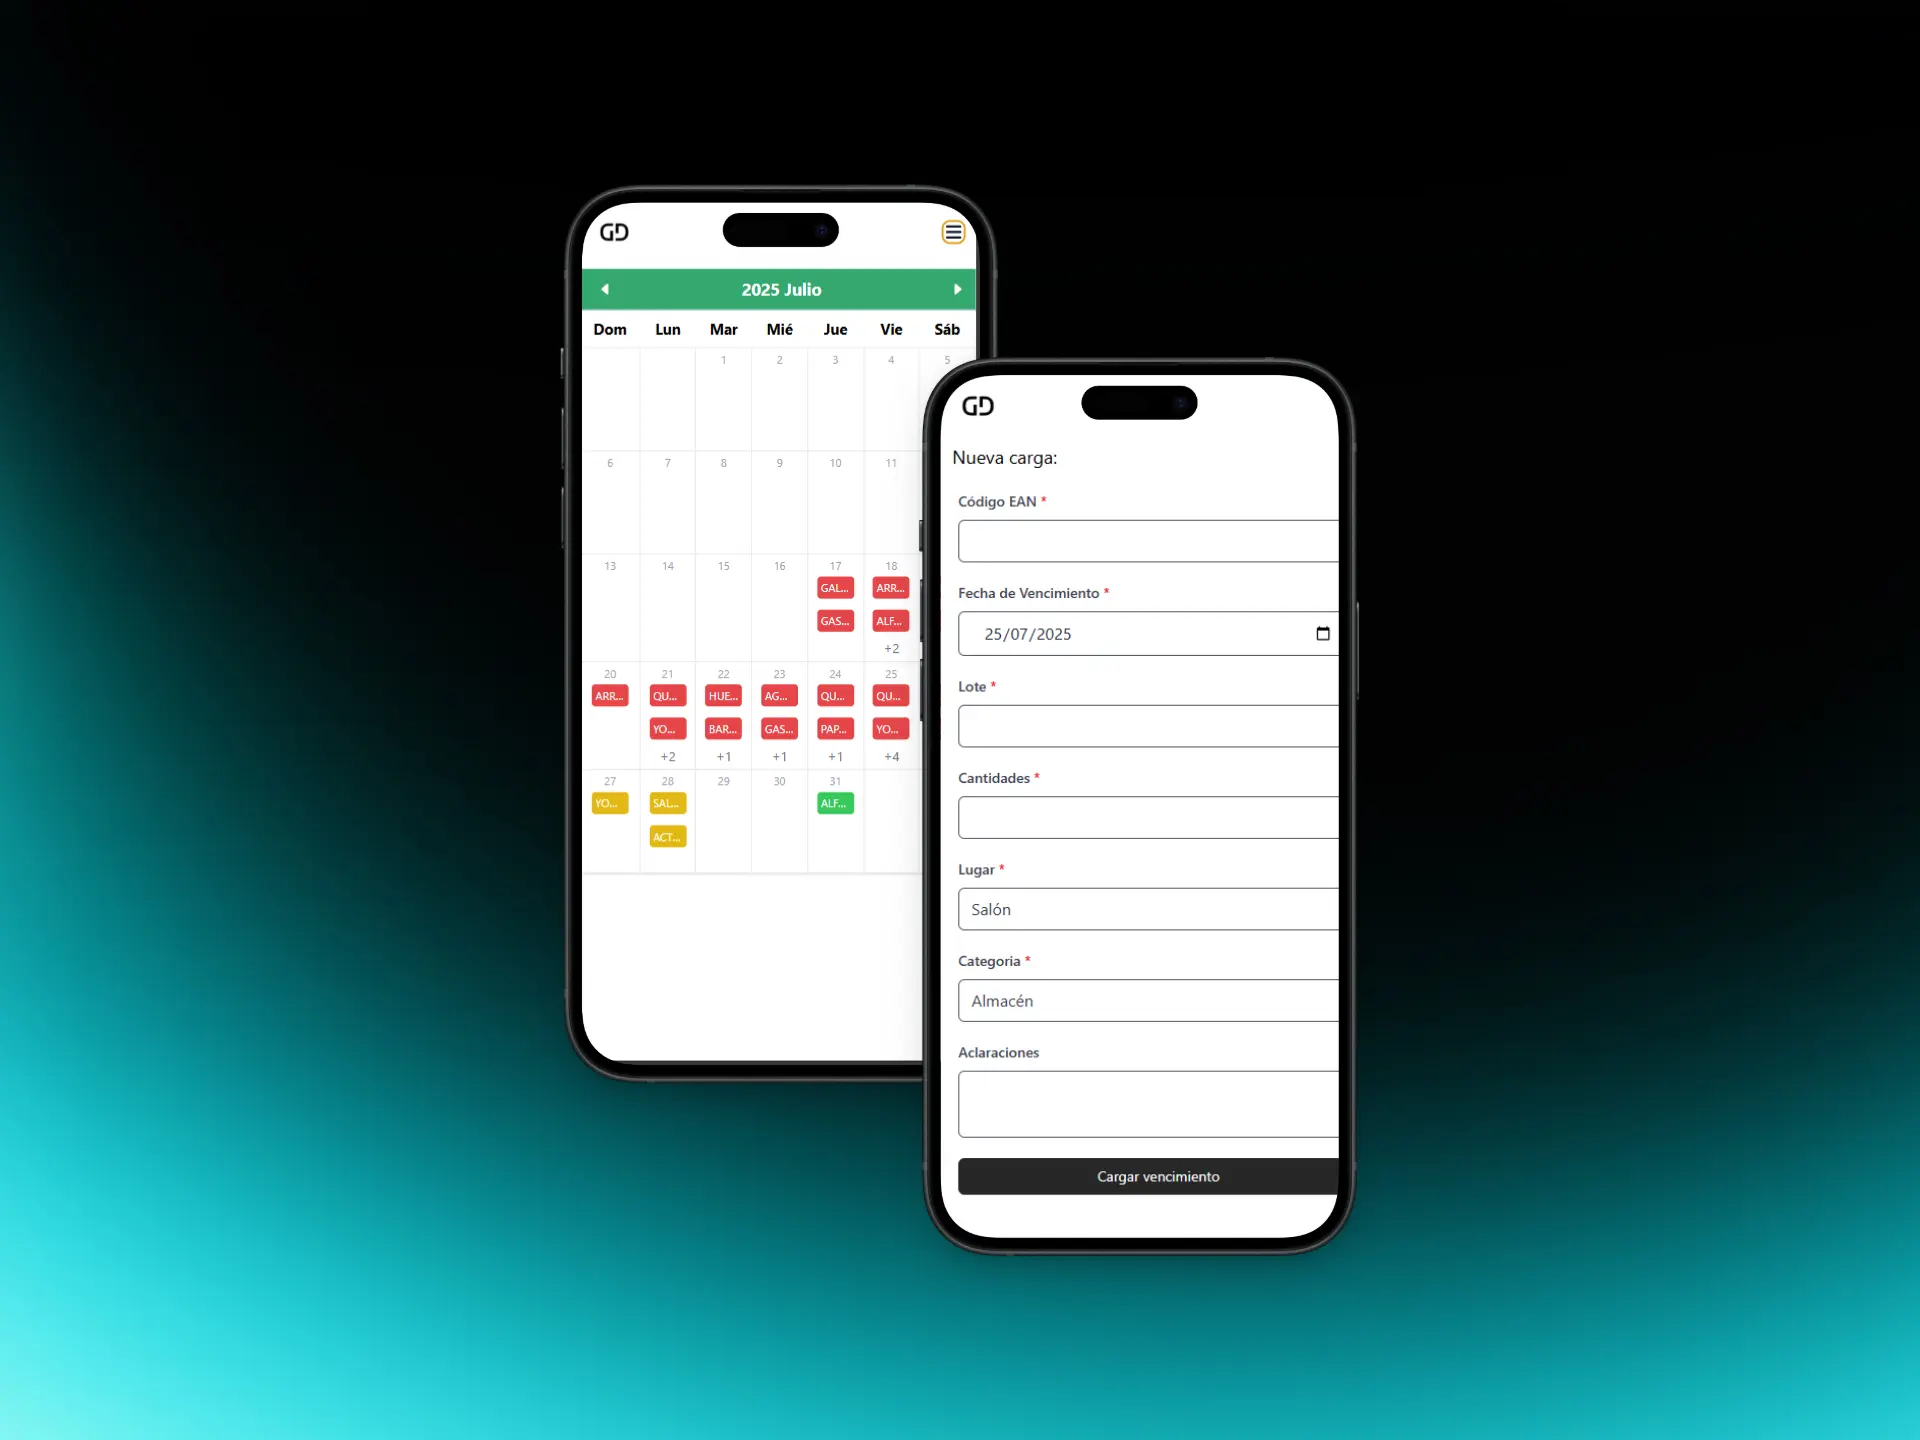 GD
2025 Julio
Dom Lun Mar Mié Jue Vie Sáb
1 2 3 4 5
6 7 8 9 10 11
13 14 15 16 17 18
GAL... ARR...
GAS... ALF...
+2
20 21 22 23 24 25
ARR... QU... HUE... AG... QU... QU...
YO... BAR... GAS... PAP... YO...
+2 +1 +1 +1 +4
27 28 29 30 31
YO... SAL... ALF...
ACT...
GD
Nueva carga:
Código EAN *
Fecha de Vencimiento *
25/07/2025
Lote *
Cantidades *
Lugar *
Salón
Categoria *
Almacén
Aclaraciones
Cargar vencimiento